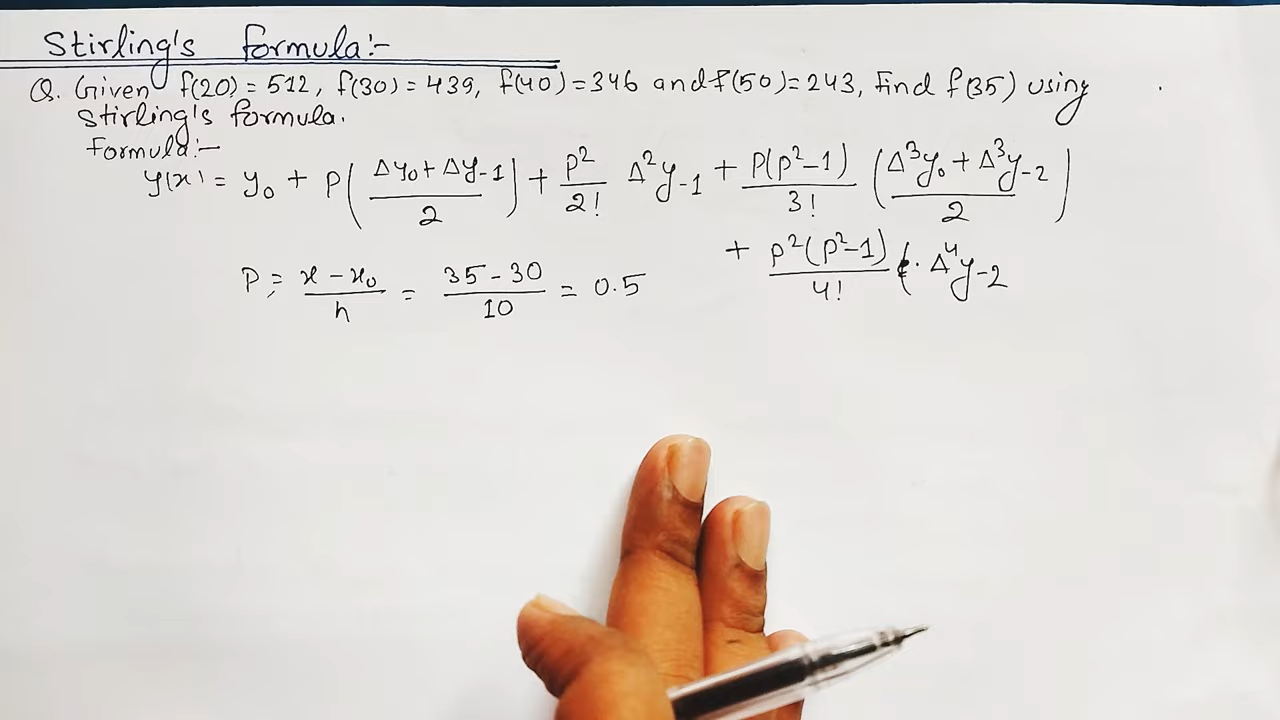 Stirling's formula:-
Q. Given f(20) = 512, f(30) = 439, f(40) = 346 and f(50) = 243, Find f(35) using
stirling's formula.
Formula:-
y(x) = y₀ + P( (Δy₀ + Δy-1) / 2 ) + P²/2! Δ²y-1 + P(p²-1)/3! ( (Δ³y₀ + Δ³y-2) / 2 )
+ P²(p²-1)/4! · Δ⁴y-2
P = (x - x₀)/h = (35 - 30)/10 = 0.5